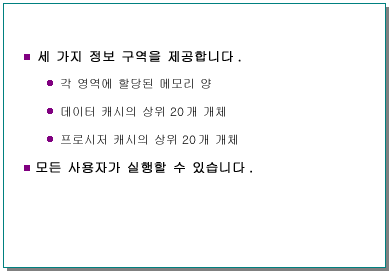 세 가지 정보 구역을 제공합니다.
각 영역에 할당된 메모리 양
데이터 캐시의 상위 20개 개체
프로시저 캐시의 상위 20개 개체
모든 사용자가 실행할 수 있습니다.